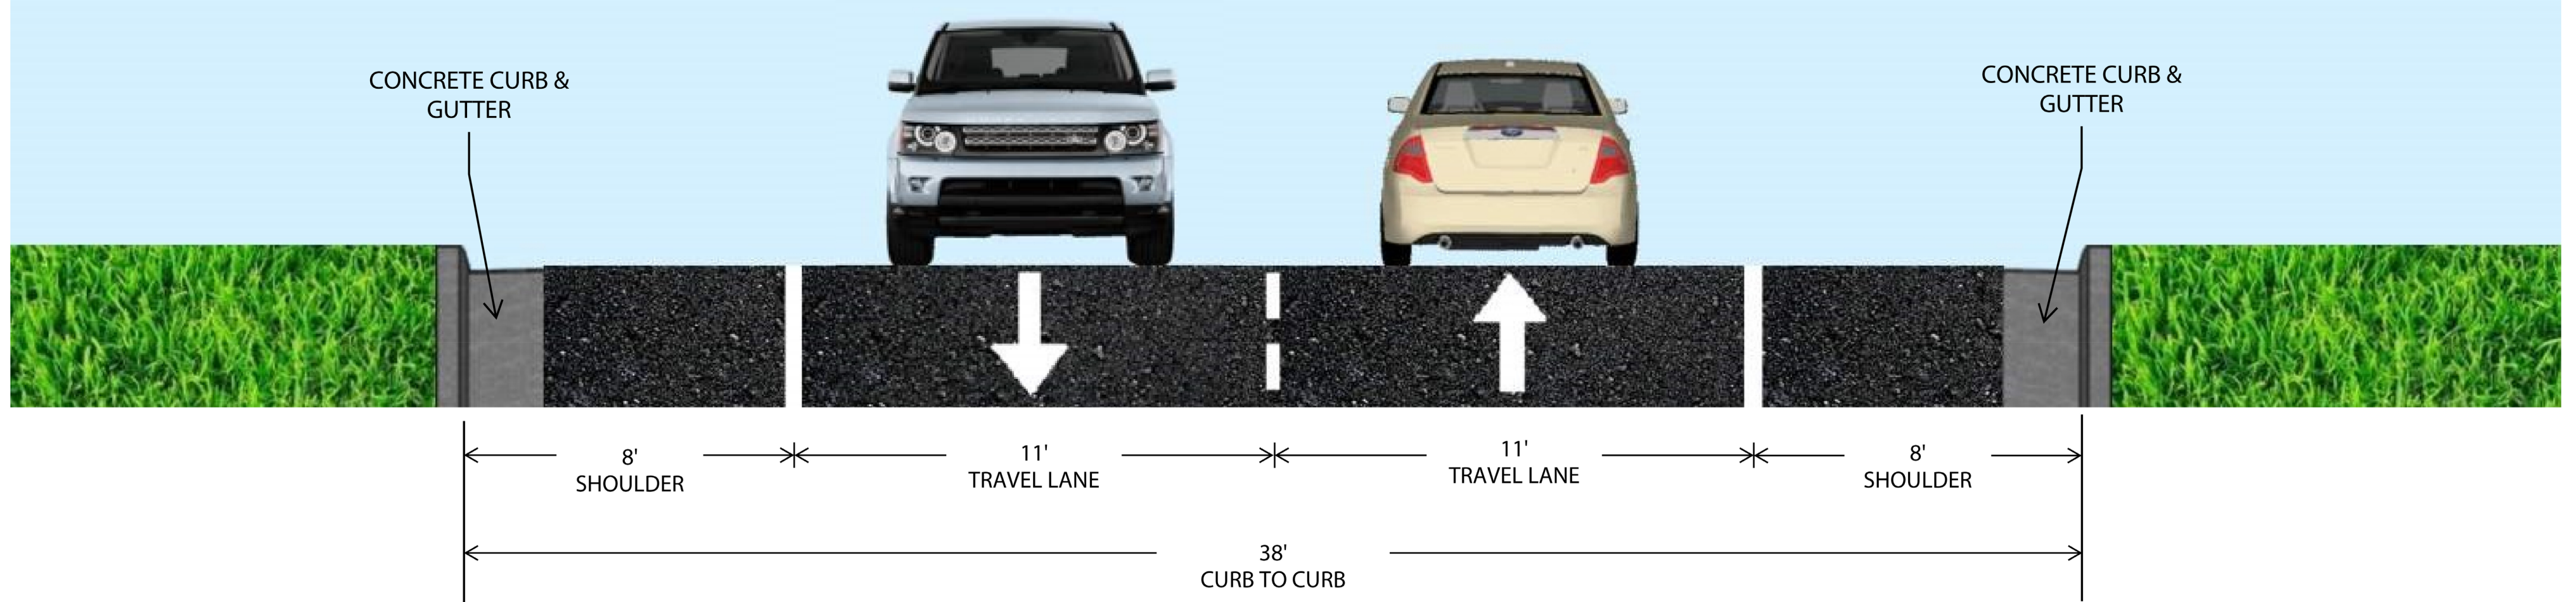 CONCRETE CURB &
GUTTER
CONCRETE CURB &
GUTTER
8'
SHOULDER
11'
TRAVEL LANE
11'
TRAVEL LANE
8'
SHOULDER
38'
CURB TO CURB